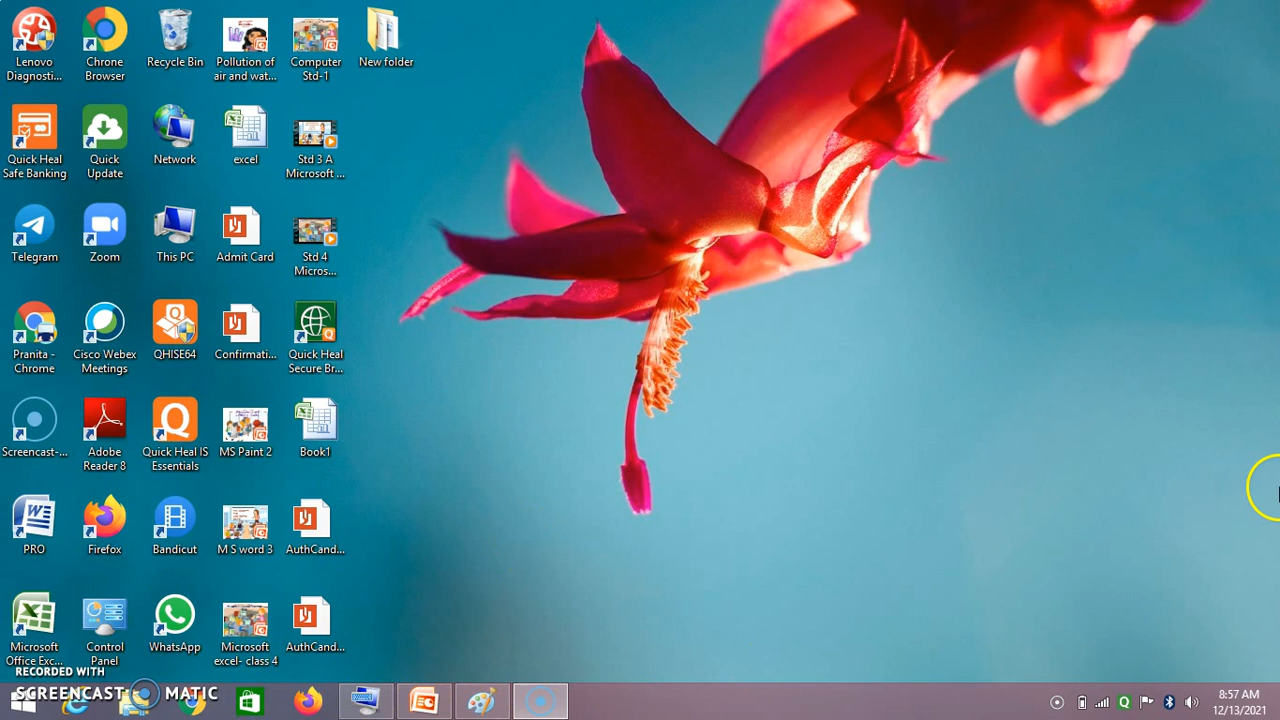 Lenovo
Diagnosti...
Chrome
Browser
Recycle Bin
Pollution of
air and wat...
Computer
Std-1
New folder
Quick Heal
Safe Banking
Quick
Update
Network
excel
Std 3 A
Microsoft ...
Telegram
Zoom
This PC
Admit Card
Std 4
Micros...
Pranita -
Chrome
Cisco Webex
Meetings
QHISE64
Confirmati...
Quick Heal
Secure Br...
Screencast-...
Adobe
Reader 8
Quick Heal IS
Essentials
MS Paint 2
Book1
PRO
Firefox
Bandicut
M S word 3
AuthCand...
Microsoft
Office Exc...
Control
Panel
WhatsApp
Microsoft
excel- class 4
AuthCand...
RECORDED WITH
SCREENCAST MATIC
8:57 AM
12/13/2021